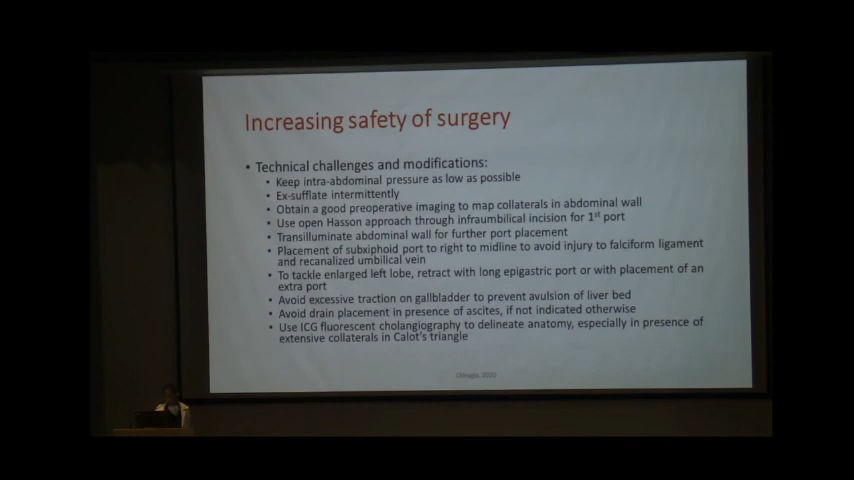 Increasing safety of surgery
• Technical challenges and modifications:
• Keep intra-abdominal pressure as low as possible
• Ex-sufflate intermittently
• Obtain a good preoperative imaging to map collaterals in abdominal wall
• Use open Hasson approach through infraumbilical incision for 1st port
• Transilluminate abdominal wall for further port placement
• Placement of subxiphoid port to right to midline to avoid injury to falciform ligament
and recanalized umbilical vein
• To tackle enlarged left lobe, retract with long epigastric port or with placement of an
extra port
• Avoid excessive traction on gallbladder to prevent avulsion of liver bed
• Avoid drain placement in presence of ascites, if not indicated otherwise
• Use ICG fluorescent cholangiography to delineate anatomy, especially in presence of
extensive collaterals in Calot's triangle